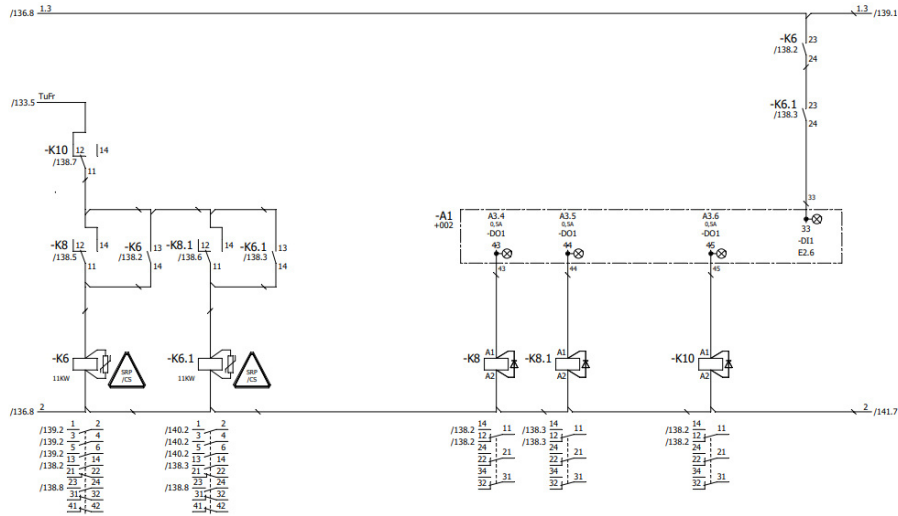 /136.8 1.3 1.3 /139.1
-K6 23
/138.2 24
/133.5 TuFr
-K6.1 23
/138.3 24
-K10 12 14
/138.7 11
33
-A1 A3.4 A3.5 A3.6
+002 0,5A 0,5A 0,5A
-DO1 -DO1 -DO1 33
43 44 45 -DI1
E2.6
-K8 12 14 -K6 13 -K8.1 12 14 -K6.1 13
/138.5 11 /138.2 14 /138.6 11 /138.3 14
43 44 45
-K6 SRP -K6.1 SRP -K8 A1 -K8.1 A1 -K10 A1
11KW /CS 11KW /CS A2 A2 A2
/136.8 2 2 /141.7
/139.2 1 2 /140.2 1 2 14 14 14
/139.2 3 4 /140.2 3 4 /138.2 12 11 /138.3 12 11 /138.2 12 11
/138.2 /138.3 /138.2
/139.2 5 6 /140.2 5 6 24 24 24
/138.2 13 14 /138.3 13 14 22 21 22 21 22 21
21 22 21 22 34 34 34
/138.8 23 24 /138.8 23 24 32 31 32 31 32 31
31 32 31 32
41 42 41 42